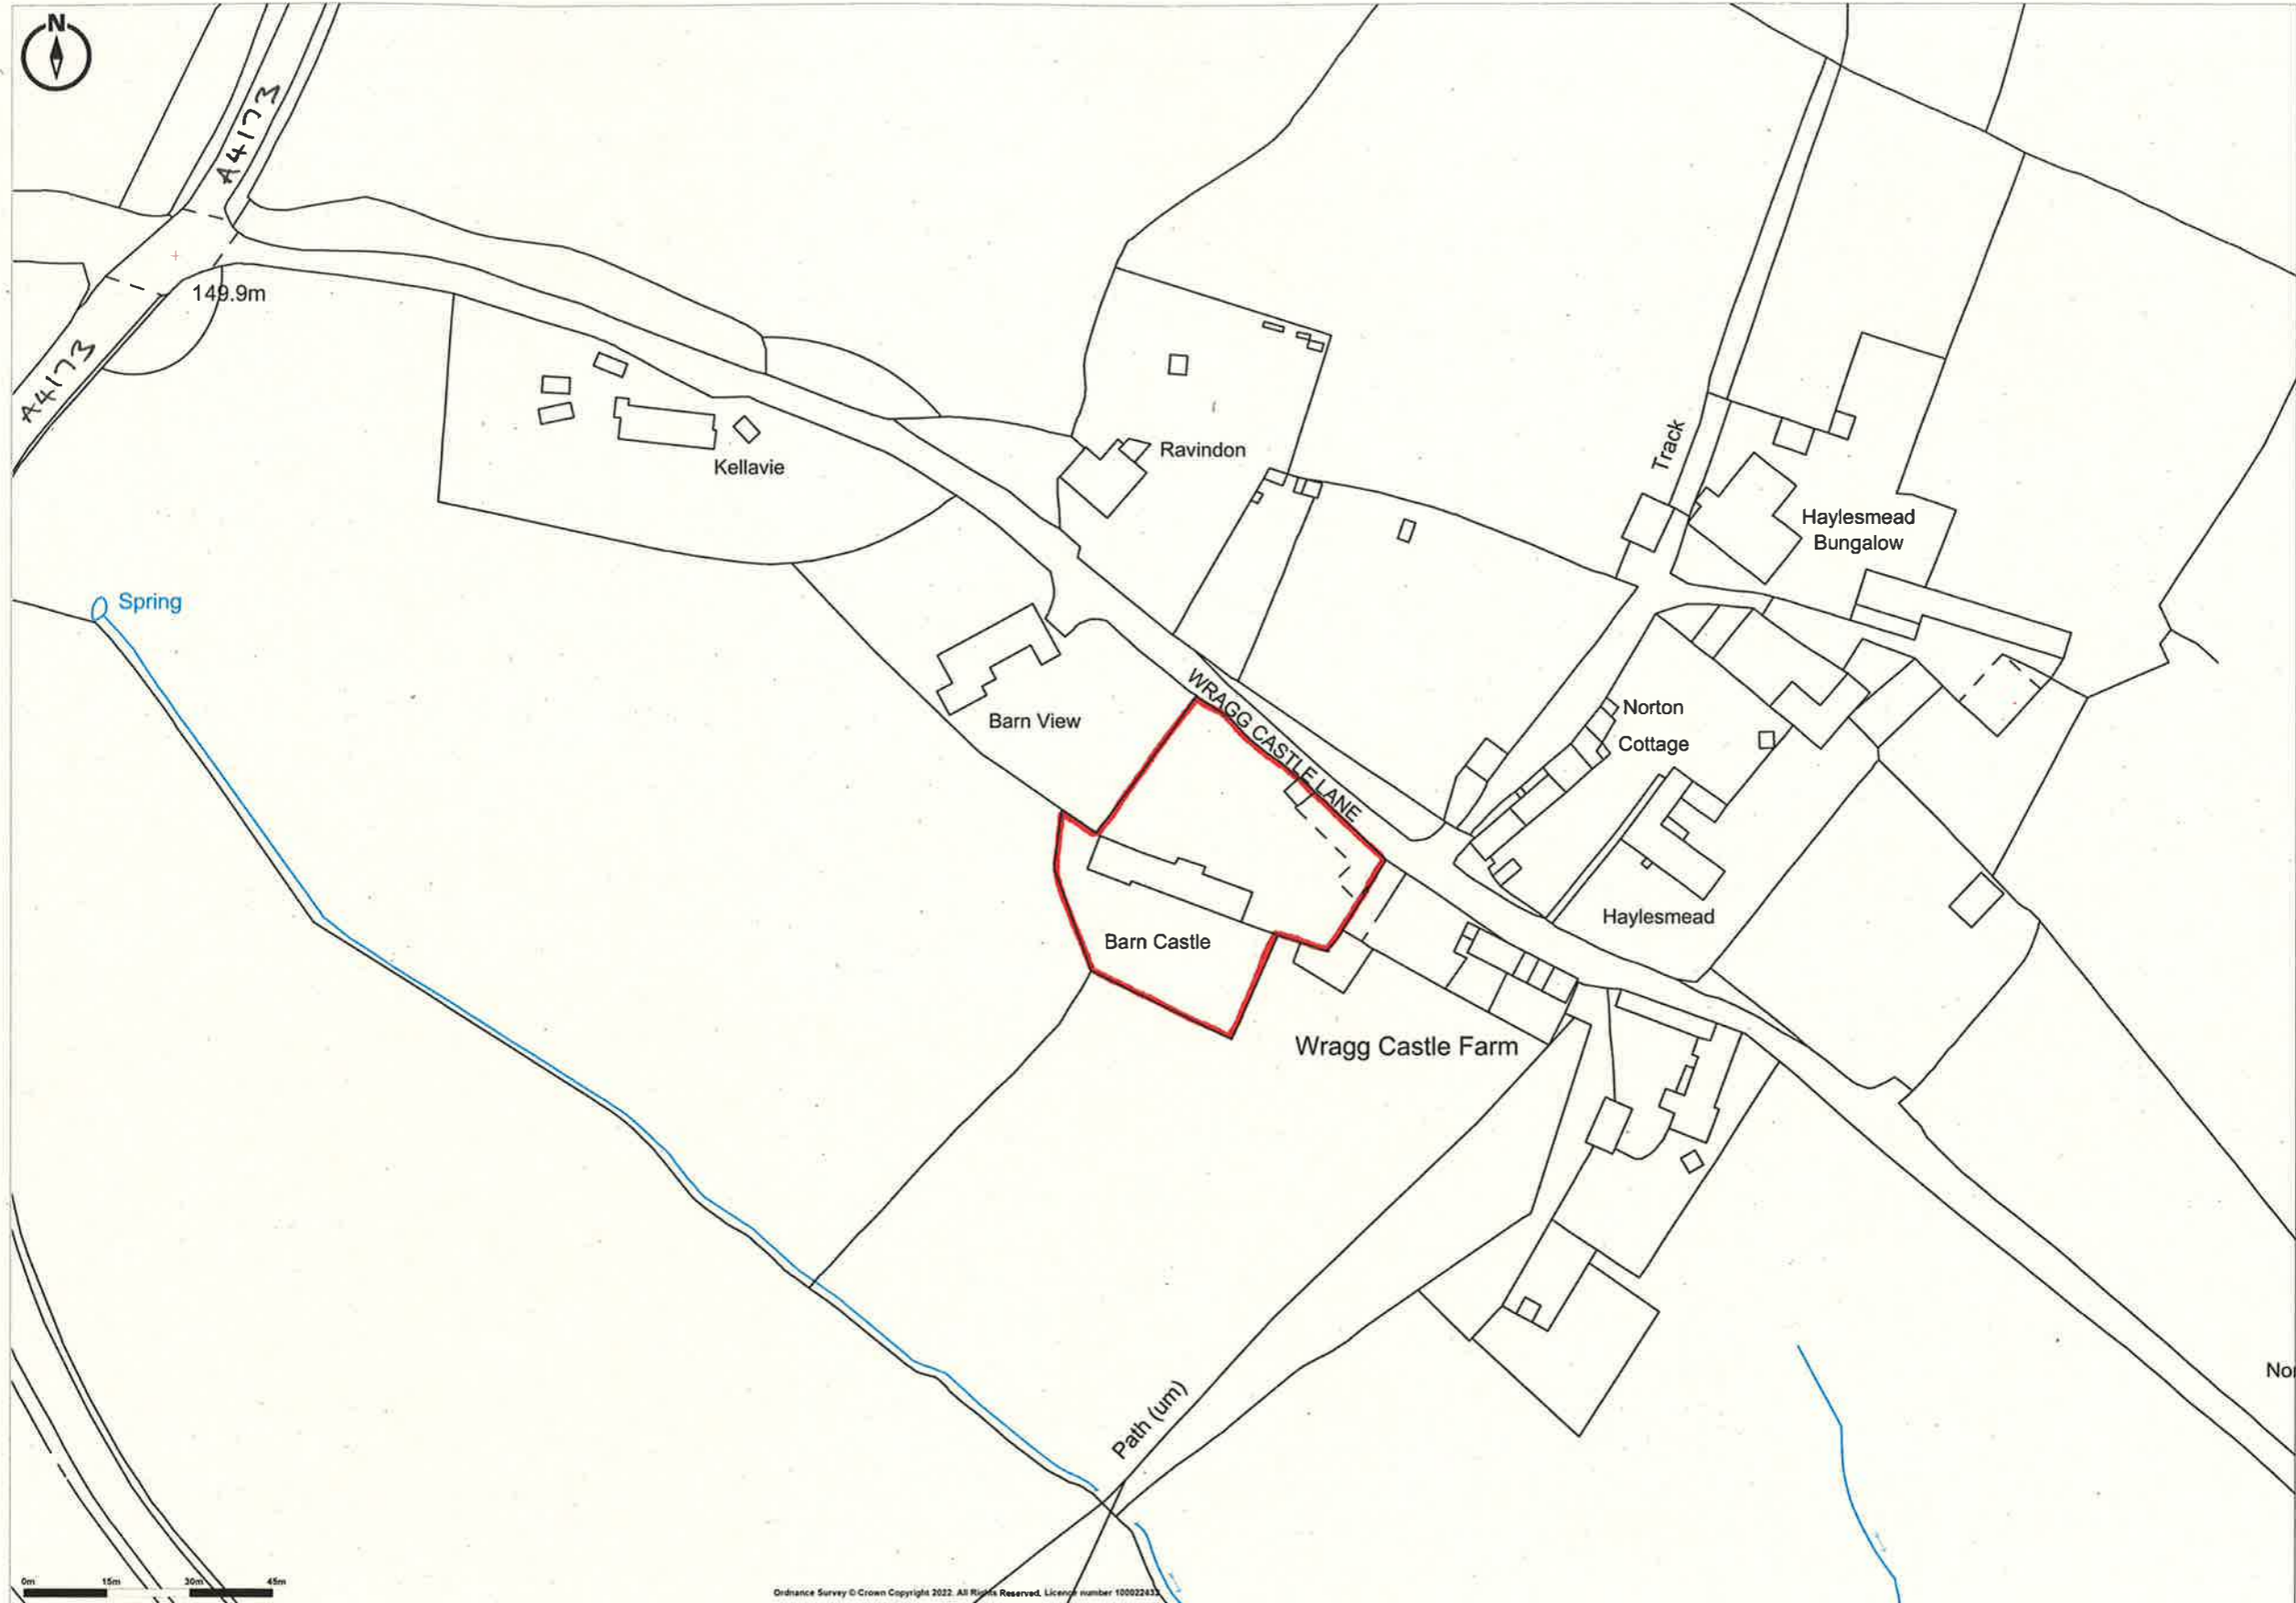 N
A4173
149.9m
A4173
Kellavie
Ravindon
Track
Haylesmead
Bungalow
Spring
Barn View
WRAGG CASTLE LANE
Norton
Cottage
Haylesmead
Barn Castle
Wragg Castle Farm
Path (um)
Nor
0m 15m 30m 45m
Ordnance Survey © Crown Copyright 2022. All Rights Reserved. Licence number 100022432